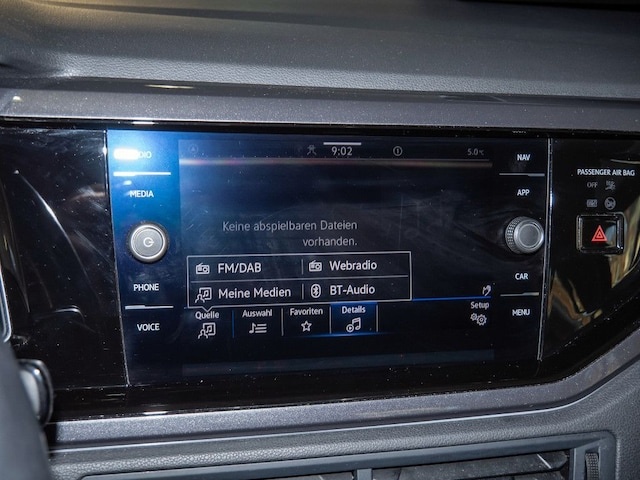 RADIO
9:02
5.0°C
NAV
PASSENGER AIR BAG
OFF
MEDIA
APP
Keine abspielbaren Dateien
vorhanden.
FM/DAB
Webradio
PHONE
CAR
Meine Medien
BT-Audio
VOICE
Quelle
Auswahl
Favoriten
Details
Setup
MENU